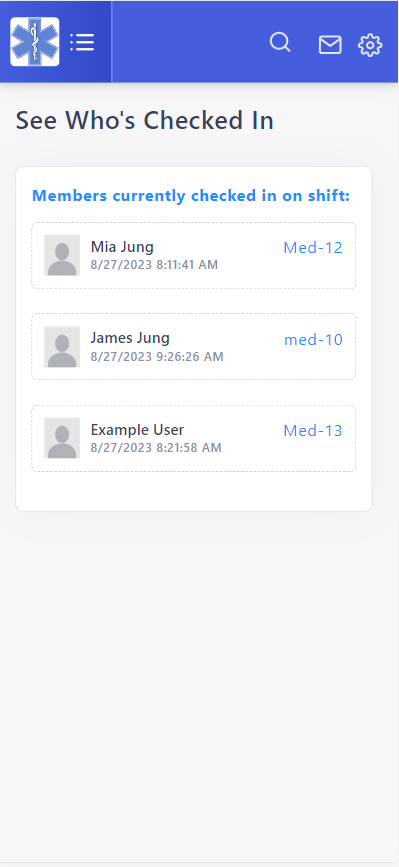 See Who's Checked In
Members currently checked in on shift:
Mia Jung
Med-12
8/27/2023 8:11:41 AM
James Jung
med-10
8/27/2023 9:26:26 AM
Example User
Med-13
8/27/2023 8:21:58 AM